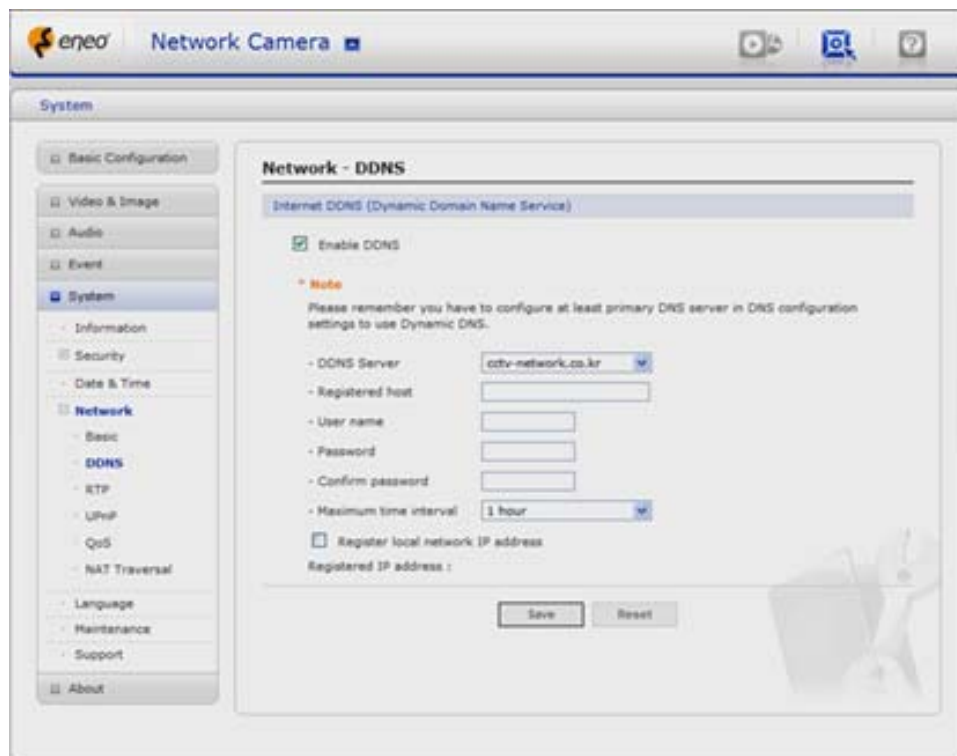 eneo
Network Camera
System
Basic Configuration
Video & Image
Audio
Event
System
Information
Security
Date & Time
Network
Basic
DDNS
RTP
UPnP
QoS
NAT Traversal
Language
Maintenance
Support
About
Network - DDNS
Internet DDNS (Dynamic Domain Name Service)
Enable DDNS
* Note
Please remember you have to configure at least primary DNS server in DNS configuration
settings to use Dynamic DNS.
- DDNS Server cctv-network.co.kr
- Registered host
- User name
- Password
- Confirm password
- Maximum time interval 1 hour
Register local network IP address
Registered IP address :
Save Reset